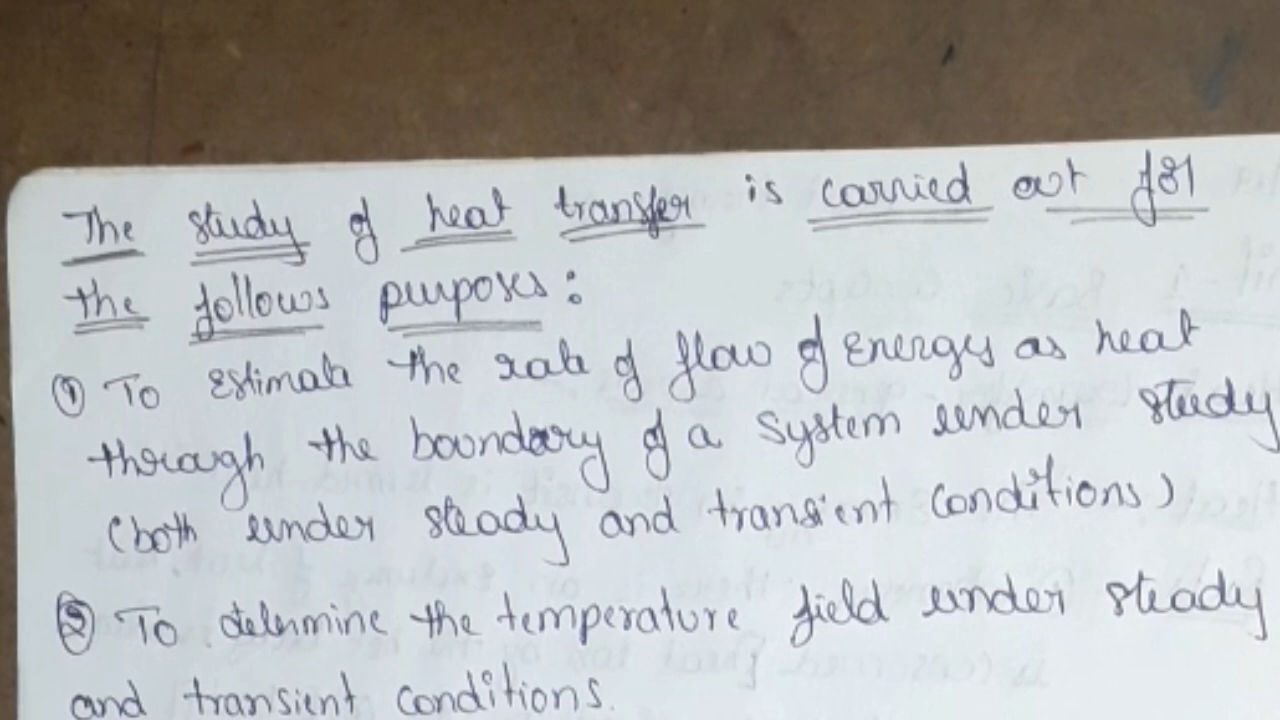 The study of heat transfer is carried out for
the follows purposes:
① To estimate the rate of flow of Energy as heat
through the boundary of a system under study
(both under steady and transient conditions)
② To determine the temperature field under steady
and transient conditions.